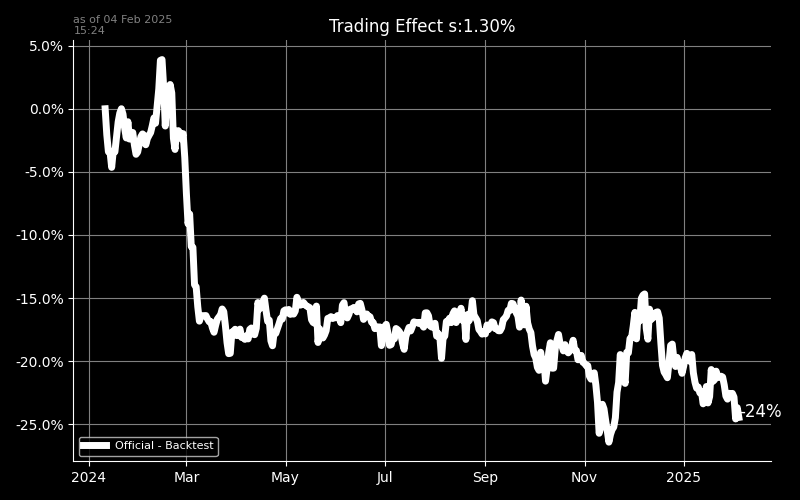 as of 04 Feb 2025
15:24
Trading Effect s:1.30%
5.0%
0.0%
-5.0%
-10.0%
-15.0%
-20.0%
-25.0%
-24%
Official - Backtest
2024 Mar May Jul Sep Nov 2025